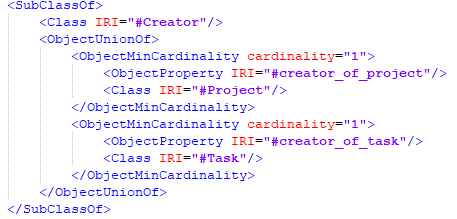 <SubClassOf>
<Class IRI="#Creator"/>
<ObjectUnionOf>
<ObjectMinCardinality cardinality="1">
<ObjectProperty IRI="#creator_of_project"/>
<Class IRI="#Project"/>
</ObjectMinCardinality>
<ObjectMinCardinality cardinality="1">
<ObjectProperty IRI="#creator_of_task"/>
<Class IRI="#Task"/>
</ObjectMinCardinality>
</ObjectUnionOf>
</SubClassOf>